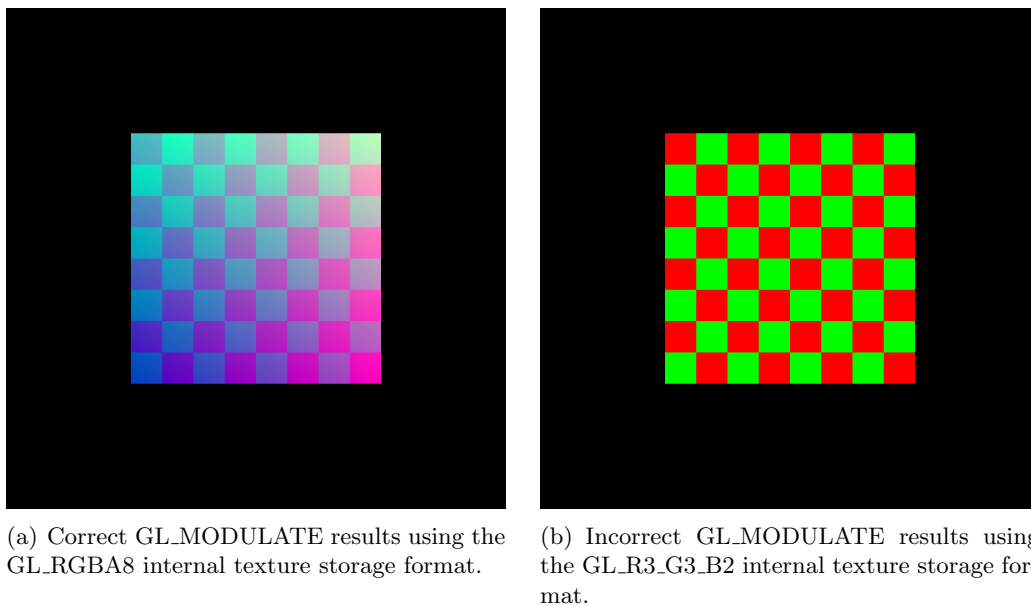 (a) Correct GL_MODULATE results using the
GL_RGBA8 internal texture storage format.
(b) Incorrect GL_MODULATE results using
the GL_R3_G3_B2 internal texture storage for-
mat.